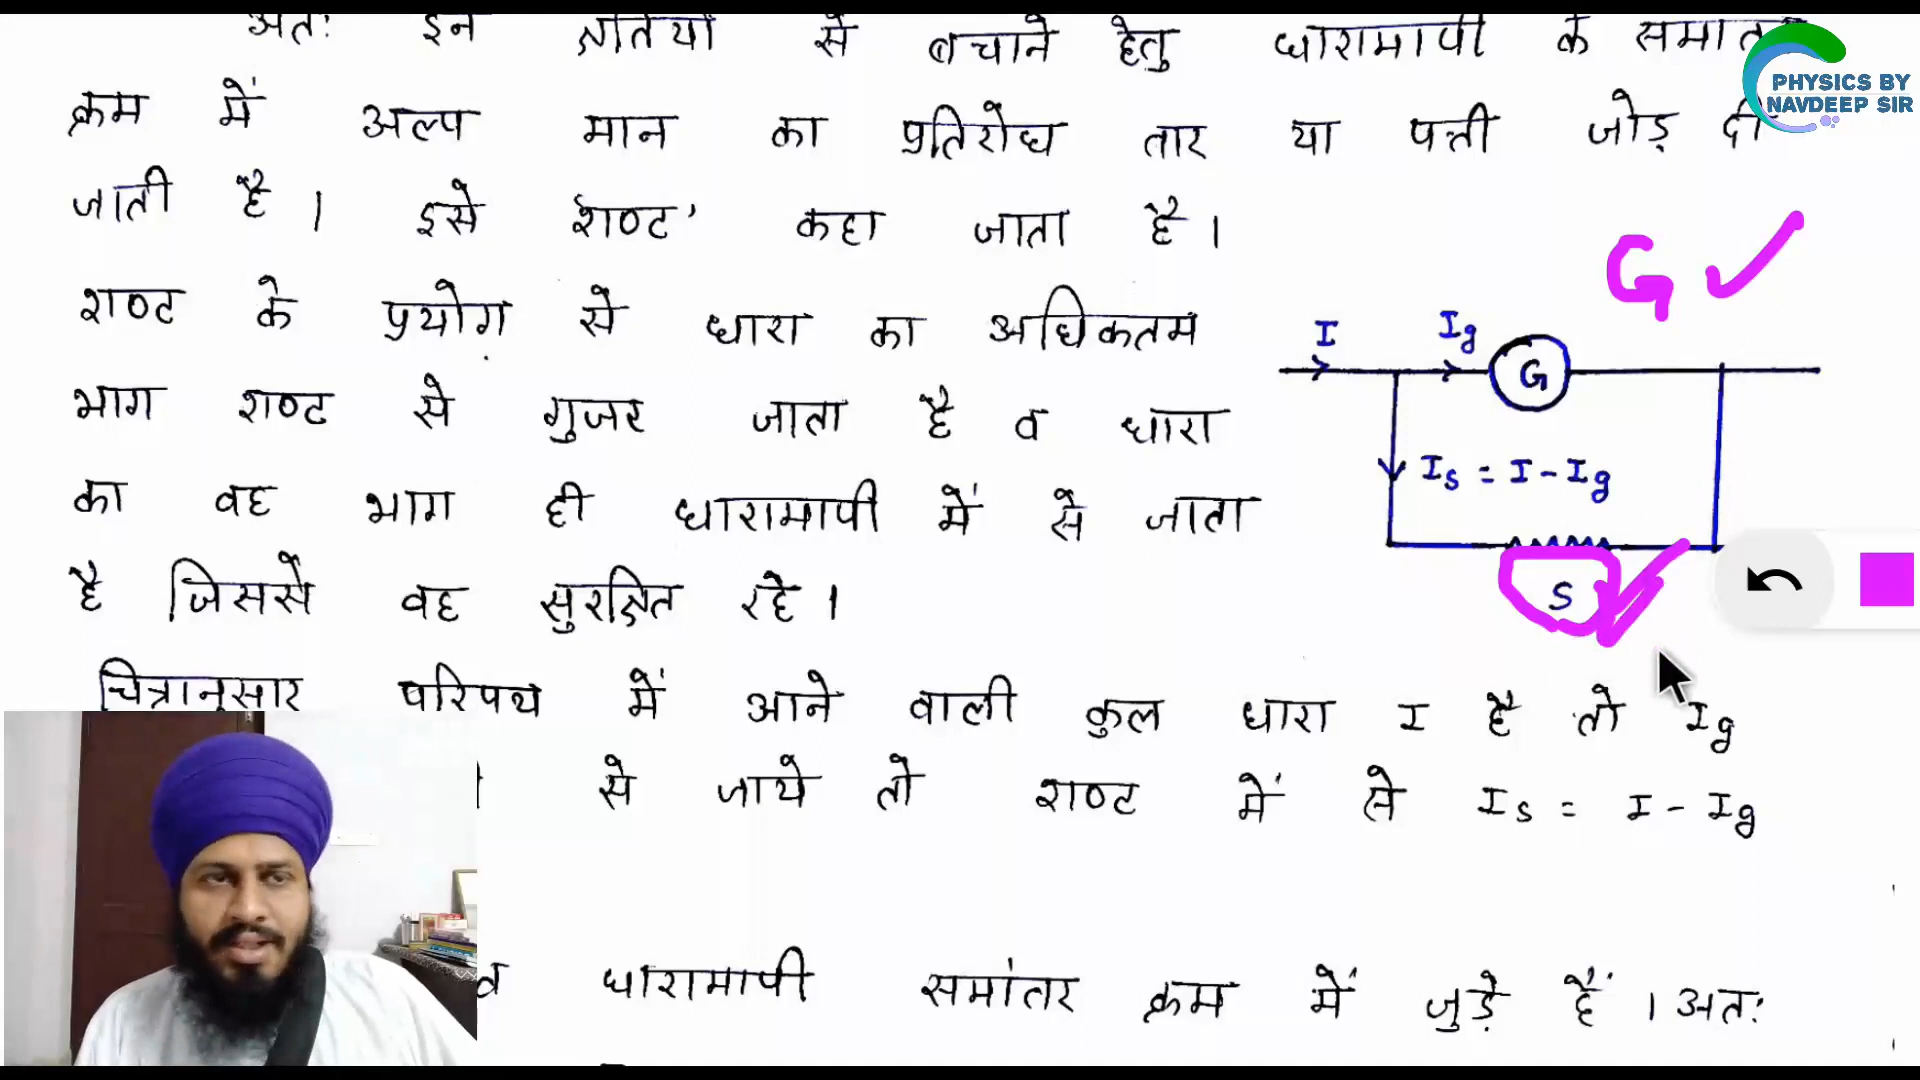 अतः इन क्षतियों से बचाने हेतु धारामापी के
क्रम में अल्प मान का प्रतिरोध तार या पत्ती जोड़ दी
जाती है । इसे शण्ट' कहा जाता है ।
शण्ट के प्रयोग से धारा का अधिकतम
भाग शण्ट से गुजर जाता है व धारा
का वह भाग ही धारामापी में से जाता
है जिससे वह सुरक्षित रहे ।
चित्रानुसार परिपथ में आने वाली कुल धारा I है तो Ig
से जाये तो शण्ट में से Is = I - Ig
व धारामापी समांतर क्रम में जुड़े हैं । अतः
PHYSICS BY
NAVDEEP SIR
G
I Ig
G
Is = I - Ig
S